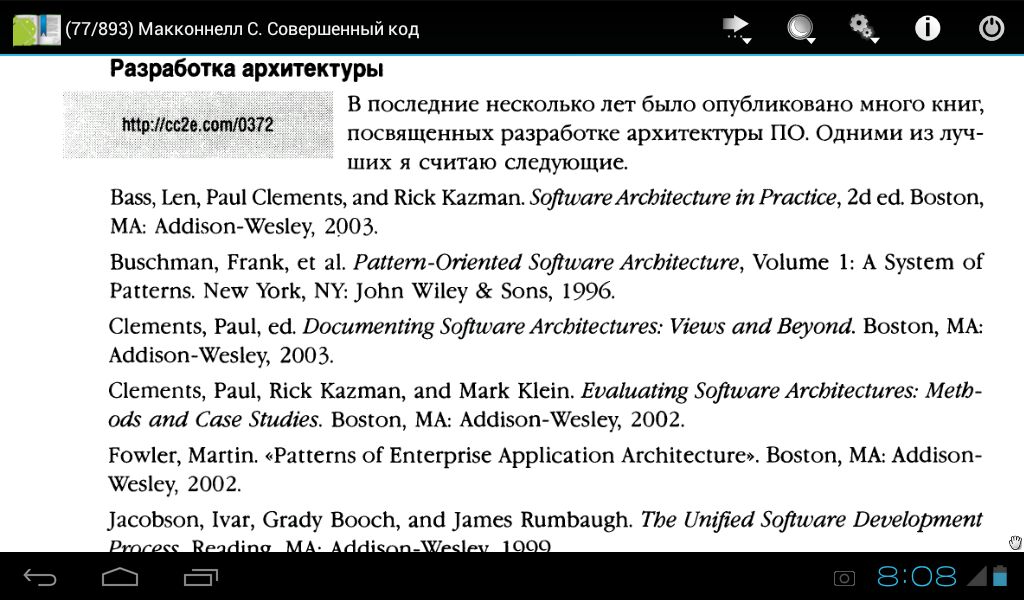 (77/893) Макконнелл С. Совершенный код
Разработка архитектуры
http://cc2e.com/0372
В последние несколько лет было опубликовано много книг,
посвященных разработке архитектуры ПО. Одними из луч-
ших я считаю следующие.
Bass, Len, Paul Clements, and Rick Kazman. Software Architecture in Practice, 2d ed. Boston,
MA: Addison-Wesley, 2003.
Buschman, Frank, et al. Pattern-Oriented Software Architecture, Volume 1: A System of
Patterns. New York, NY: John Wiley & Sons, 1996.
Clements, Paul, ed. Documenting Software Architectures: Views and Beyond. Boston, MA:
Addison-Wesley, 2003.
Clements, Paul, Rick Kazman, and Mark Klein. Evaluating Software Architectures: Meth-
ods and Case Studies. Boston, MA: Addison-Wesley, 2002.
Fowler, Martin. «Patterns of Enterprise Application Architecture». Boston, MA: Addison-
Wesley, 2002.
Jacobson, Ivar, Grady Booch, and James Rumbaugh. The Unified Software Development
Process. Reading, MA: Addison-Wesley, 1999.
8:08